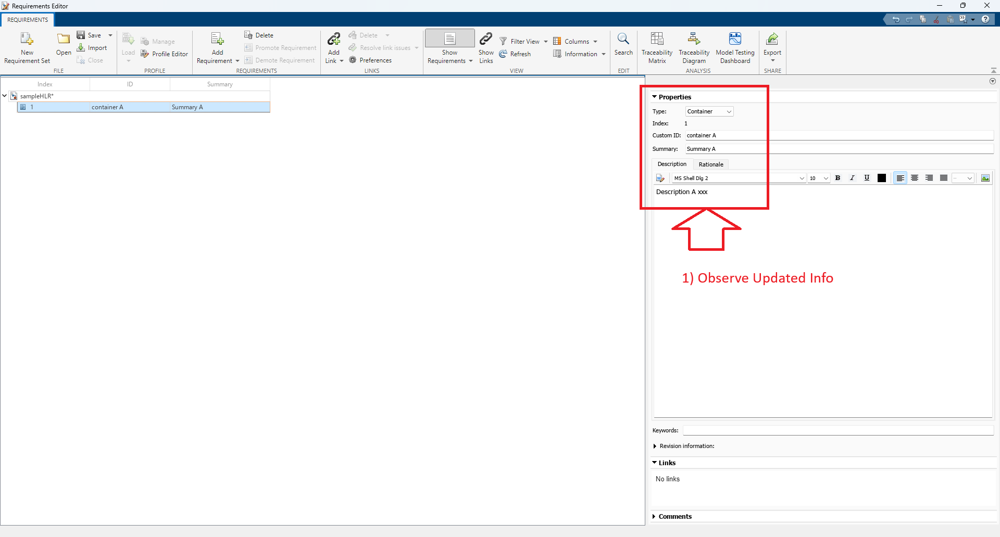 Requirements Editor
REQUIREMENTS
New Requirement Set
Open
Save
Import
Close
FILE
Load
Manage
Profile Editor
PROFILE
Add Requirement
Delete
Promote Requirement
Demote Requirement
REQUIREMENTS
Add Link
Delete
Resolve link issues
Preferences
LINKS
Show Requirements
Show Links
Filter View
Refresh
Columns
Information
VIEW
Search
EDIT
Traceability Matrix
Traceability Diagram
Model Testing Dashboard
ANALYSIS
Export
SHARE
Index ID Summary
sampleHLR*
1 container A Summary A
Properties
Type: Container
Index: 1
Custom ID: container A
Summary: Summary A
Description Rationale
MS Shell Dlg 2 10 B I U
Description A xxx
1) Observe Updated Info
Keywords:
Revision information:
Links
No links
Comments